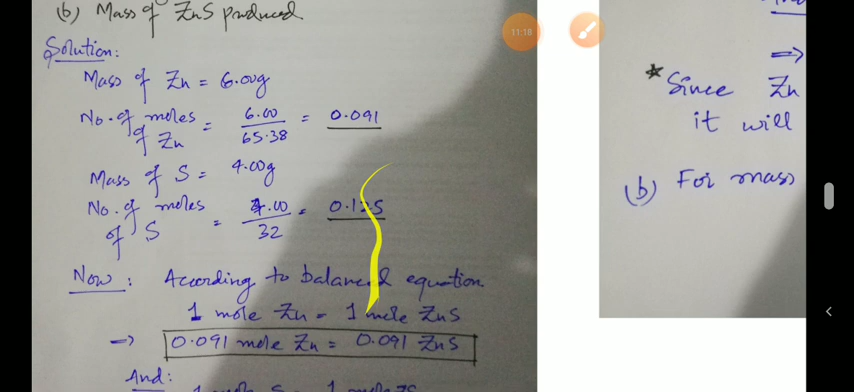 (b) Mass of ZnS produced
Solution:
Mass of Zn = 6.00g
No. of moles of Zn = 6.00 / 65.38 = 0.091
Mass of S = 4.00g
No. of moles of S = 4.00 / 32 = 0.125
Now: According to balanced equation
1 mole Zn = 1 mole ZnS
=> 0.091 mole Zn = 0.091 ZnS
And:
11:18
=>
* Since Zn
it will
(b) For mass